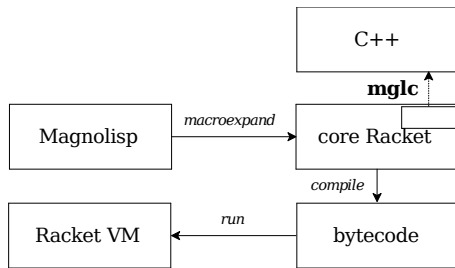 C++
mglc
Magnolisp
macroexpand
core Racket
compile
Racket VM
run
bytecode